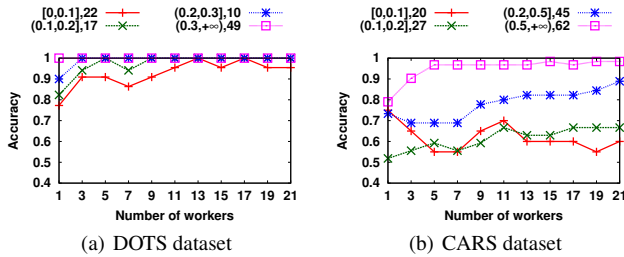 [0,0.1],22 (0.2,0.3],10
(0.1,0.2],17 (0.3,+∞),49
Accuracy
1
0.9
0.8
0.7
0.6
0.5
0.4
1 3 5 7 9 11 13 15 17 19 21
Number of workers
(a) DOTS dataset
[0,0.1],20 (0.2,0.5],45
(0.1,0.2],27 (0.5,+∞),62
Accuracy
1
0.9
0.8
0.7
0.6
0.5
0.4
1 3 5 7 9 11 13 15 17 19 21
Number of workers
(b) CARS dataset